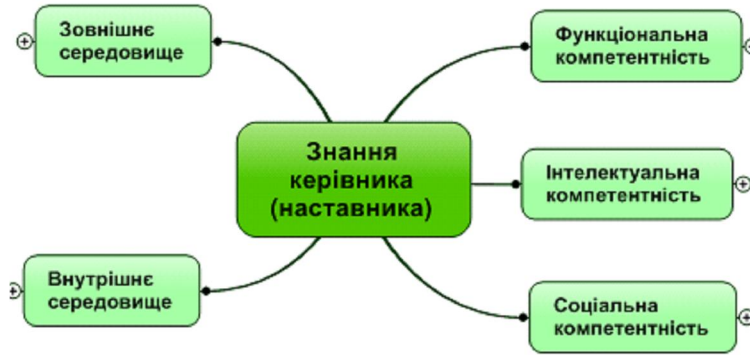 Зовнішнє
середовище
Функціональна
компетентність
Знання
керівника
(наставника)
Інтелектуальна
компетентність
Внутрішнє
середовище
Соціальна
компетентність